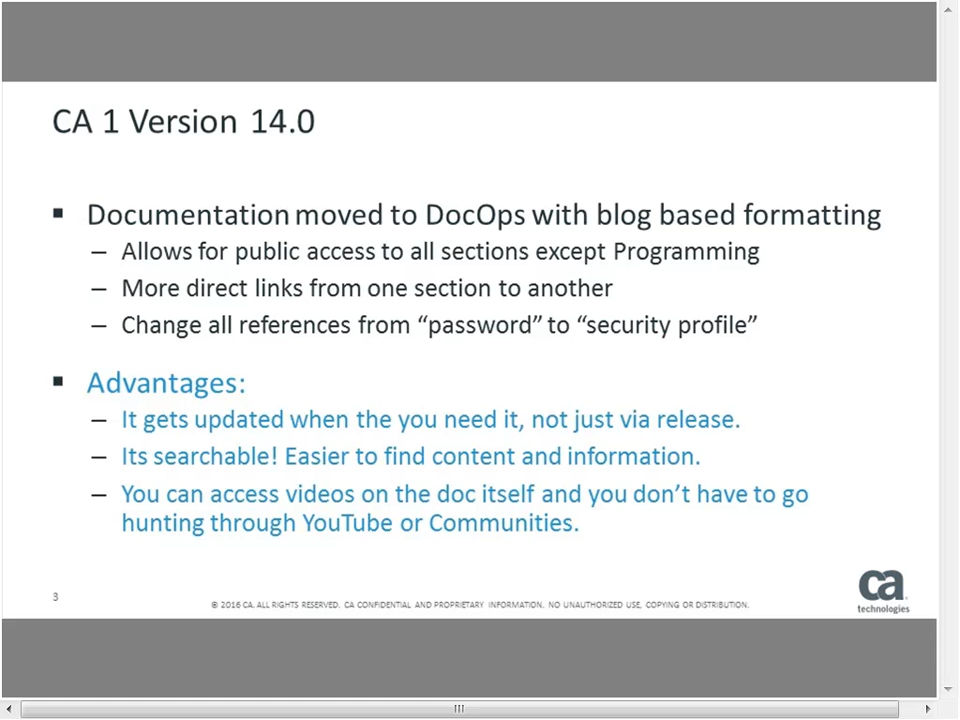 CA 1 Version 14.0
▪ Documentation moved to DocOps with blog based formatting
– Allows for public access to all sections except Programming
– More direct links from one section to another
– Change all references from “password” to “security profile”
▪ Advantages:
– It gets updated when the you need it, not just via release.
– Its searchable! Easier to find content and information.
– You can access videos on the doc itself and you don’t have to go
hunting through YouTube or Communities.
3
© 2016 CA. ALL RIGHTS RESERVED. CA CONFIDENTIAL AND PROPRIETARY INFORMATION. NO UNAUTHORIZED USE, COPYING OR DISTRIBUTION.
ca
technologies